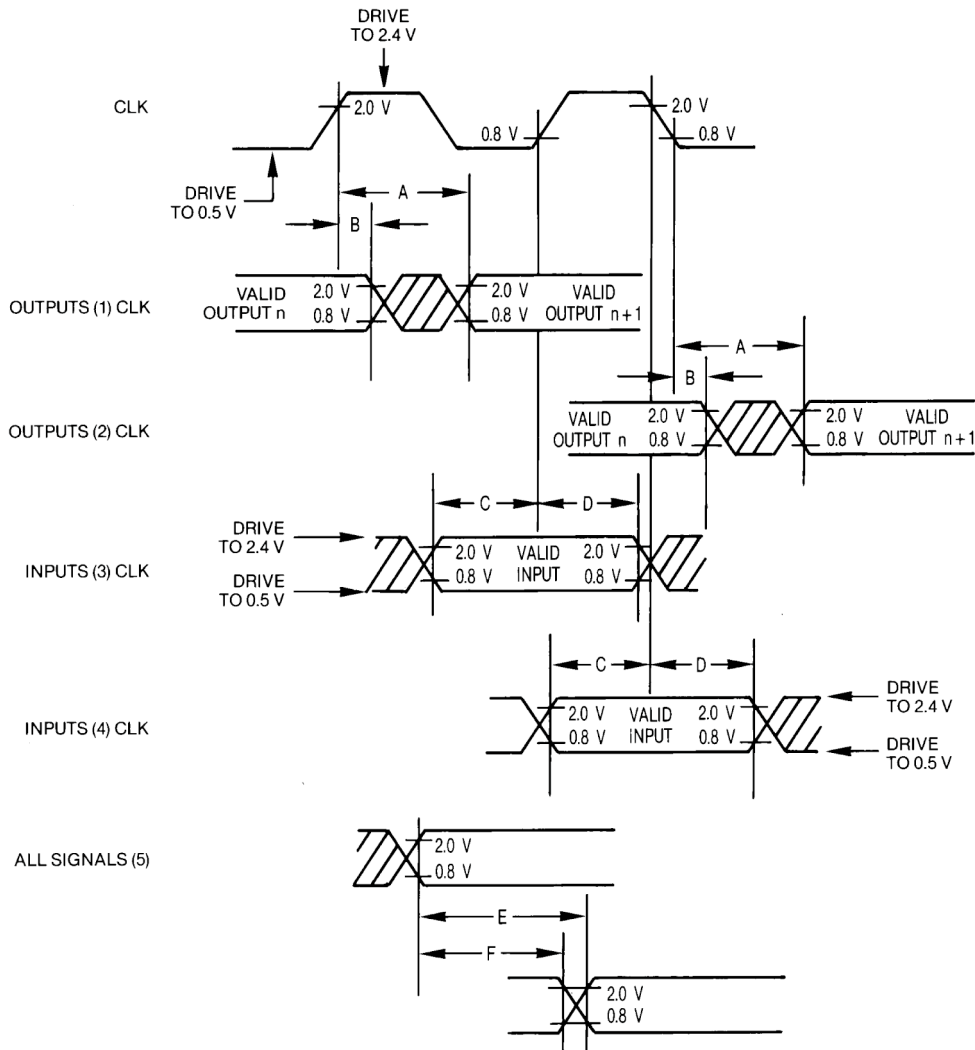 DRIVE
TO 2.4 V
CLK
2.0 V
0.8 V
2.0 V
0.8 V
DRIVE
TO 0.5 V
A
B
OUTPUTS (1) CLK
VALID
OUTPUT n
2.0 V
0.8 V
2.0 V
0.8 V
VALID
OUTPUT n+1
A
B
OUTPUTS (2) CLK
VALID
OUTPUT n
2.0 V
0.8 V
2.0 V
0.8 V
VALID
OUTPUT n+1
C
D
DRIVE
TO 2.4 V
INPUTS (3) CLK
DRIVE
TO 0.5 V
2.0 V
0.8 V
VALID
INPUT
2.0 V
0.8 V
C
D
INPUTS (4) CLK
2.0 V
0.8 V
VALID
INPUT
2.0 V
0.8 V
DRIVE
TO 2.4 V
DRIVE
TO 0.5 V
ALL SIGNALS (5)
2.0 V
0.8 V
E
F
2.0 V
0.8 V